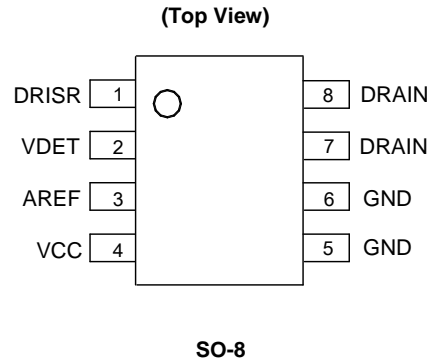 (Top View)
DRISR 1 8 DRAIN
VDET 2 7 DRAIN
AREF 3 6 GND
VCC 4 5 GND
SO-8